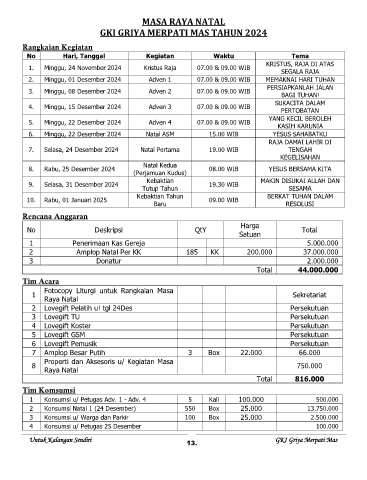 MASA RAYA NATAL
GKI GRIYA MERPATI MAS TAHUN 2024
Rangkaian Kegiatan
No Hari, Tanggal Kegiatan Waktu Tema
1. Minggu, 24 November 2024 Kristus Raja 07.00 & 09.00 WIB KRISTUS, RAJA DI ATAS SEGALA RAJA
2. Minggu, 01 Desember 2024 Adven 1 07.00 & 09.00 WIB MEMAKNAI HARI TUHAN
3. Minggu, 08 Desember 2024 Adven 2 07.00 & 09.00 WIB PERSIAPKANLAH JALAN BAGI TUHAN!
4. Minggu, 15 Desember 2024 Adven 3 07.00 & 09.00 WIB SUKACITA DALAM PERTOBATAN
5. Minggu, 22 Desember 2024 Adven 4 07.00 & 09.00 WIB YANG KECIL BEROLEH KASIH KARUNIA
6. Minggu, 22 Desember 2024 Natal ASM 15.00 WIB YESUS SAHABATKU
7. Selasa, 24 Desember 2024 Natal Pertama 19.00 WIB RAJA DAMAI LAHIR DI TENGAH KEGELISAHAN
8. Rabu, 25 Desember 2024 Natal Kedua (Perjamuan Kudus) 08.00 WIB YESUS BERSAMA KITA
9. Selasa, 31 Desember 2024 Kebaktian Tutup Tahun 19.30 WIB MAKIN DISUKAI ALLAH DAN SESAMA
10. Rabu, 01 Januari 2025 Kebaktian Tahun Baru 09.00 WIB BERKAT TUHAN DALAM RESOLUSI
Rencana Anggaran
No Deskripsi QtY Harga Satuan Total
1 Penerimaan Kas Gereja 5.000.000
2 Amplop Natal Per KK 185 KK 200.000 37.000.000
3 Donatur 2.000.000
Total 44.000.000
Tim Acara
1 Fotocopy Liturgi untuk Rangkaian Masa Raya Natal Sekretariat
2 Lovegift Pelatih u/ tgl 24Des Persekutuan
3 Lovegift TU Persekutuan
4 Lovegift Koster Persekutuan
5 Lovegift GSM Persekutuan
6 Lovegift Pemusik Persekutuan
7 Amplop Besar Putih 3 Box 22.000 66.000
8 Properti dan Aksesoris u/ Kegiatan Masa Raya Natal 750.000
Total 816.000
Tim Komsumsi
1 Konsumsi u/ Petugas Adv. 1 - Adv. 4 5 Kali 100.000 500.000
2 Konsumsi Natal 1 (24 Desember) 550 Box 25.000 13.750.000
3 Konsumsi u/ Warga dan Parkir 100 Box 25.000 2.500.000
4 Konsumsi u/ Petugas 25 Desember 100.000
Untuk Kalangan Sendiri 13. GKI Griya Merpati Mas